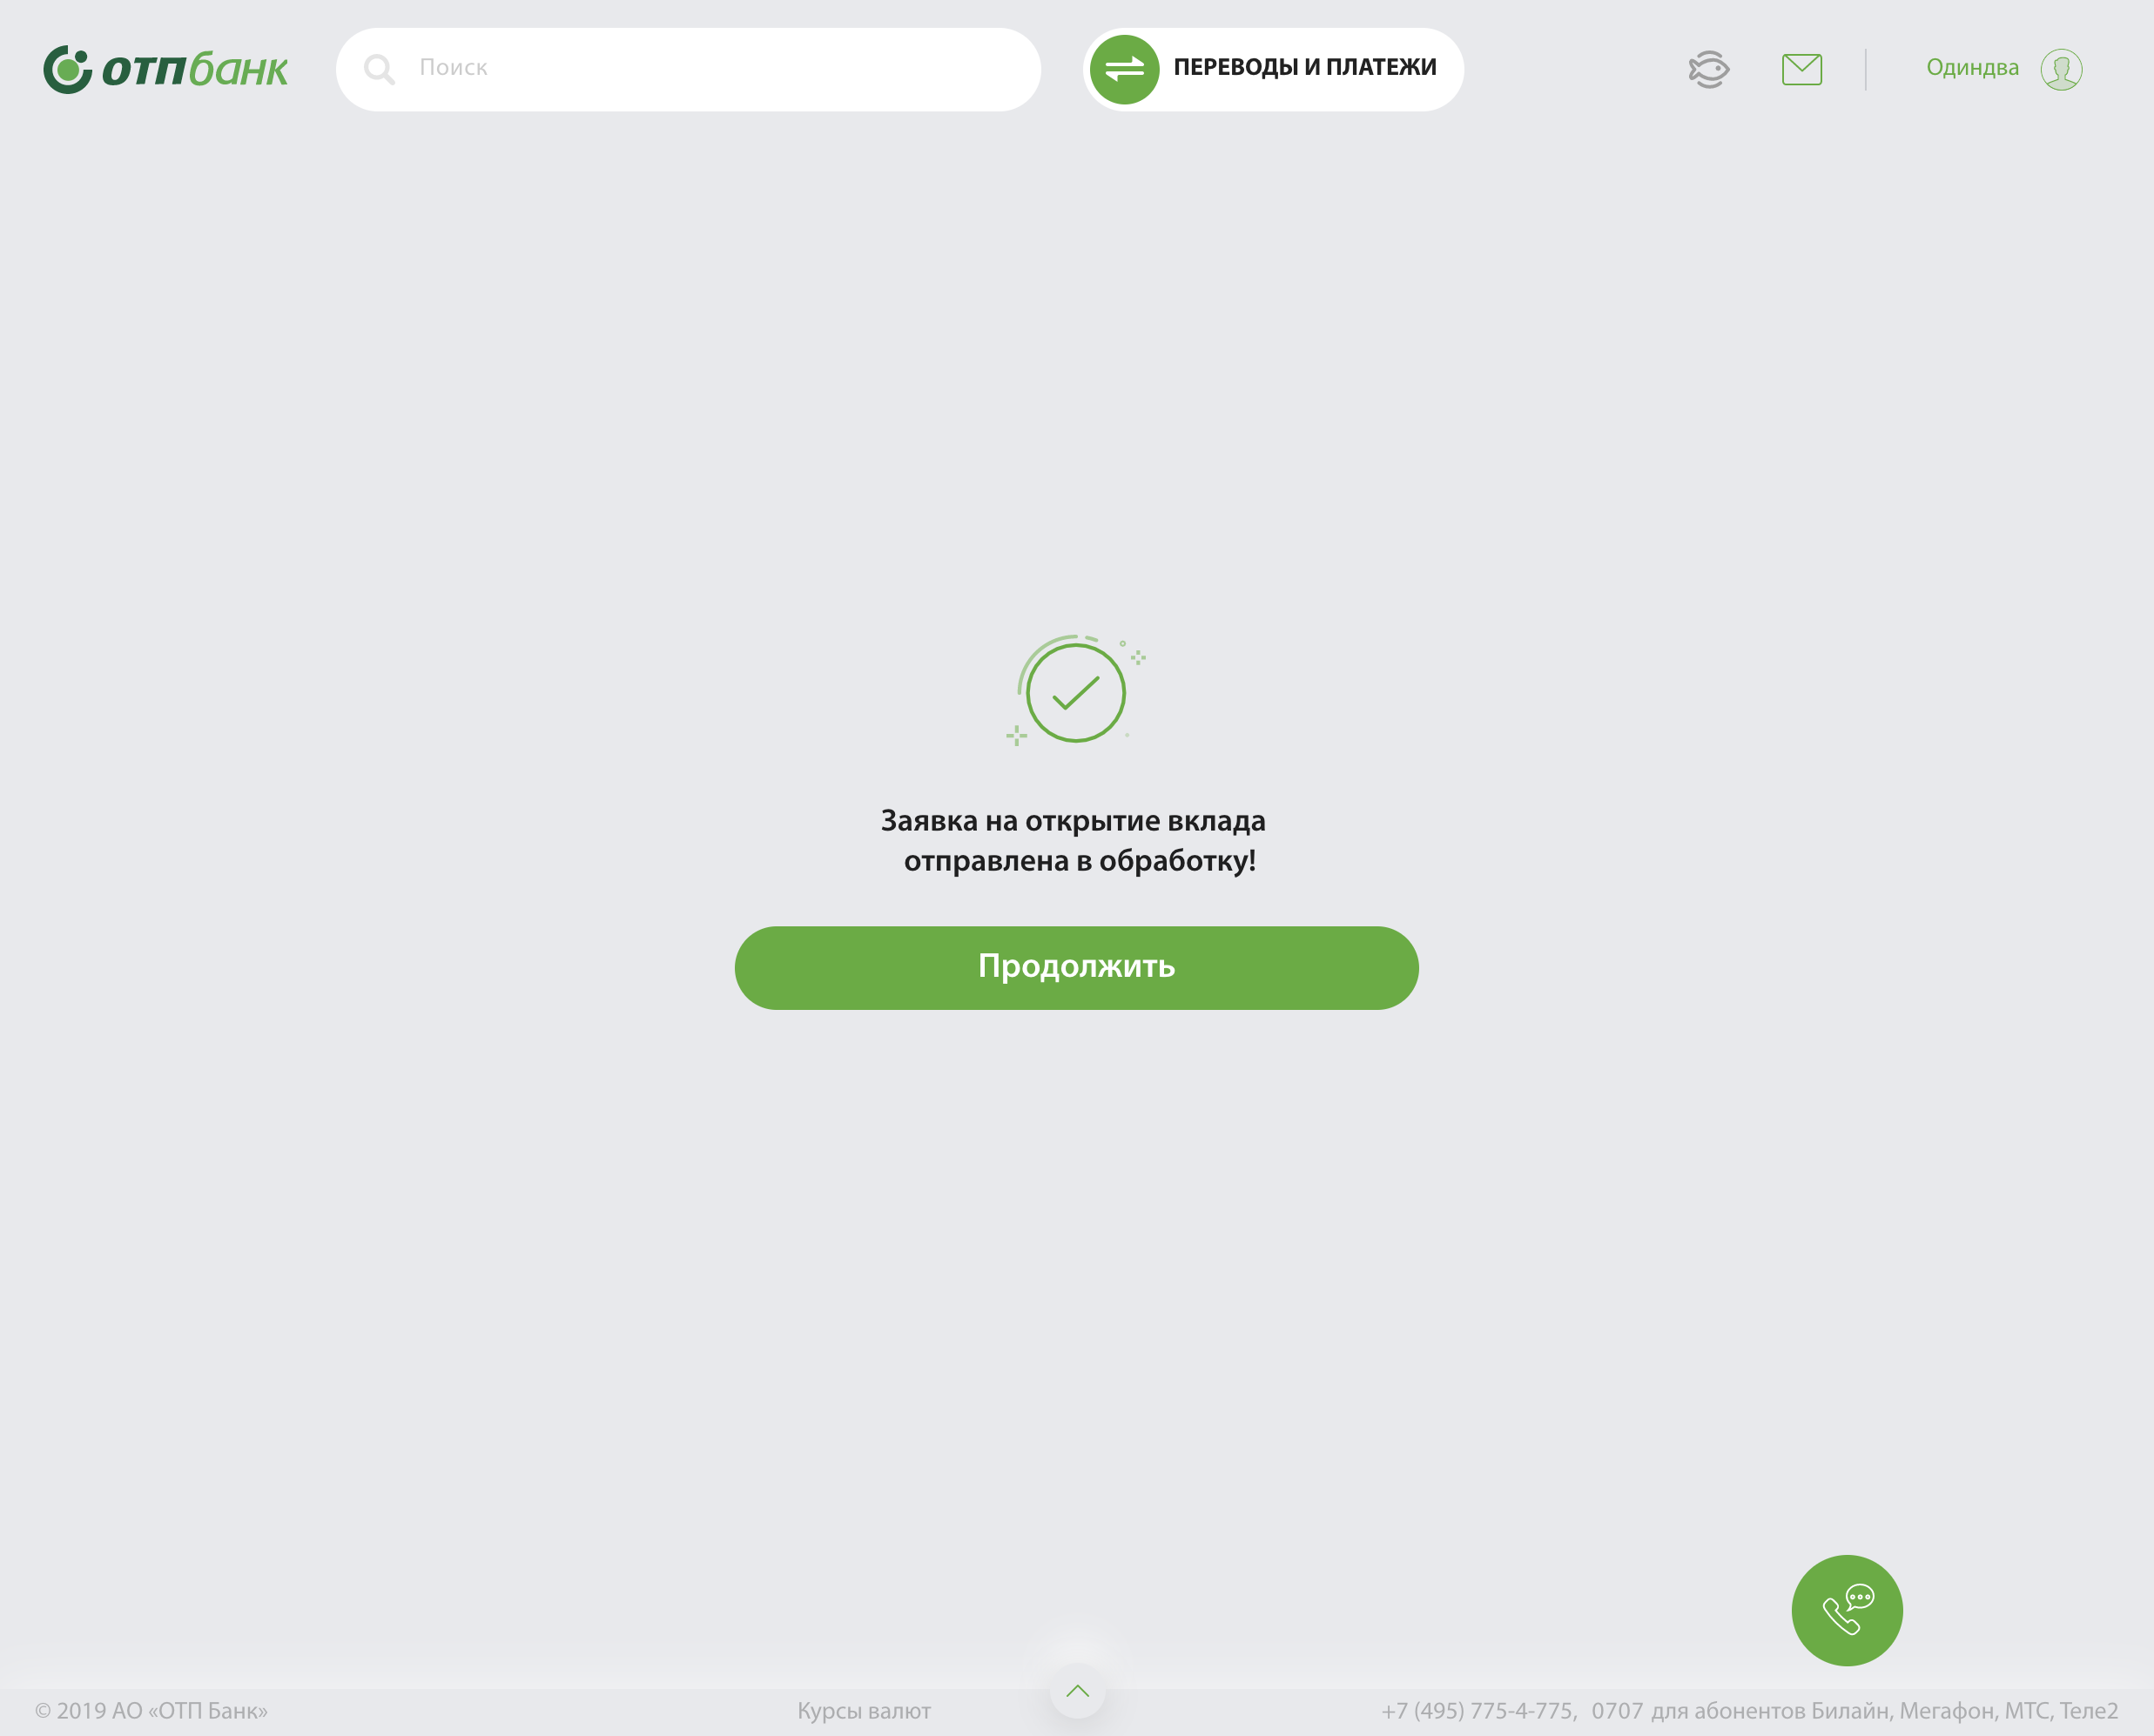 отпбанк
Поиск
ПЕРЕВОДЫ И ПЛАТЕЖИ
Одиндва
Заявка на открытие вклада
отправлена в обработку!
Продолжить
© 2019 АО «ОТП Банк»
Курсы валют
+7 (495) 775-4-775, 0707 для абонентов Билайн, Мегафон, МТС, Теле2